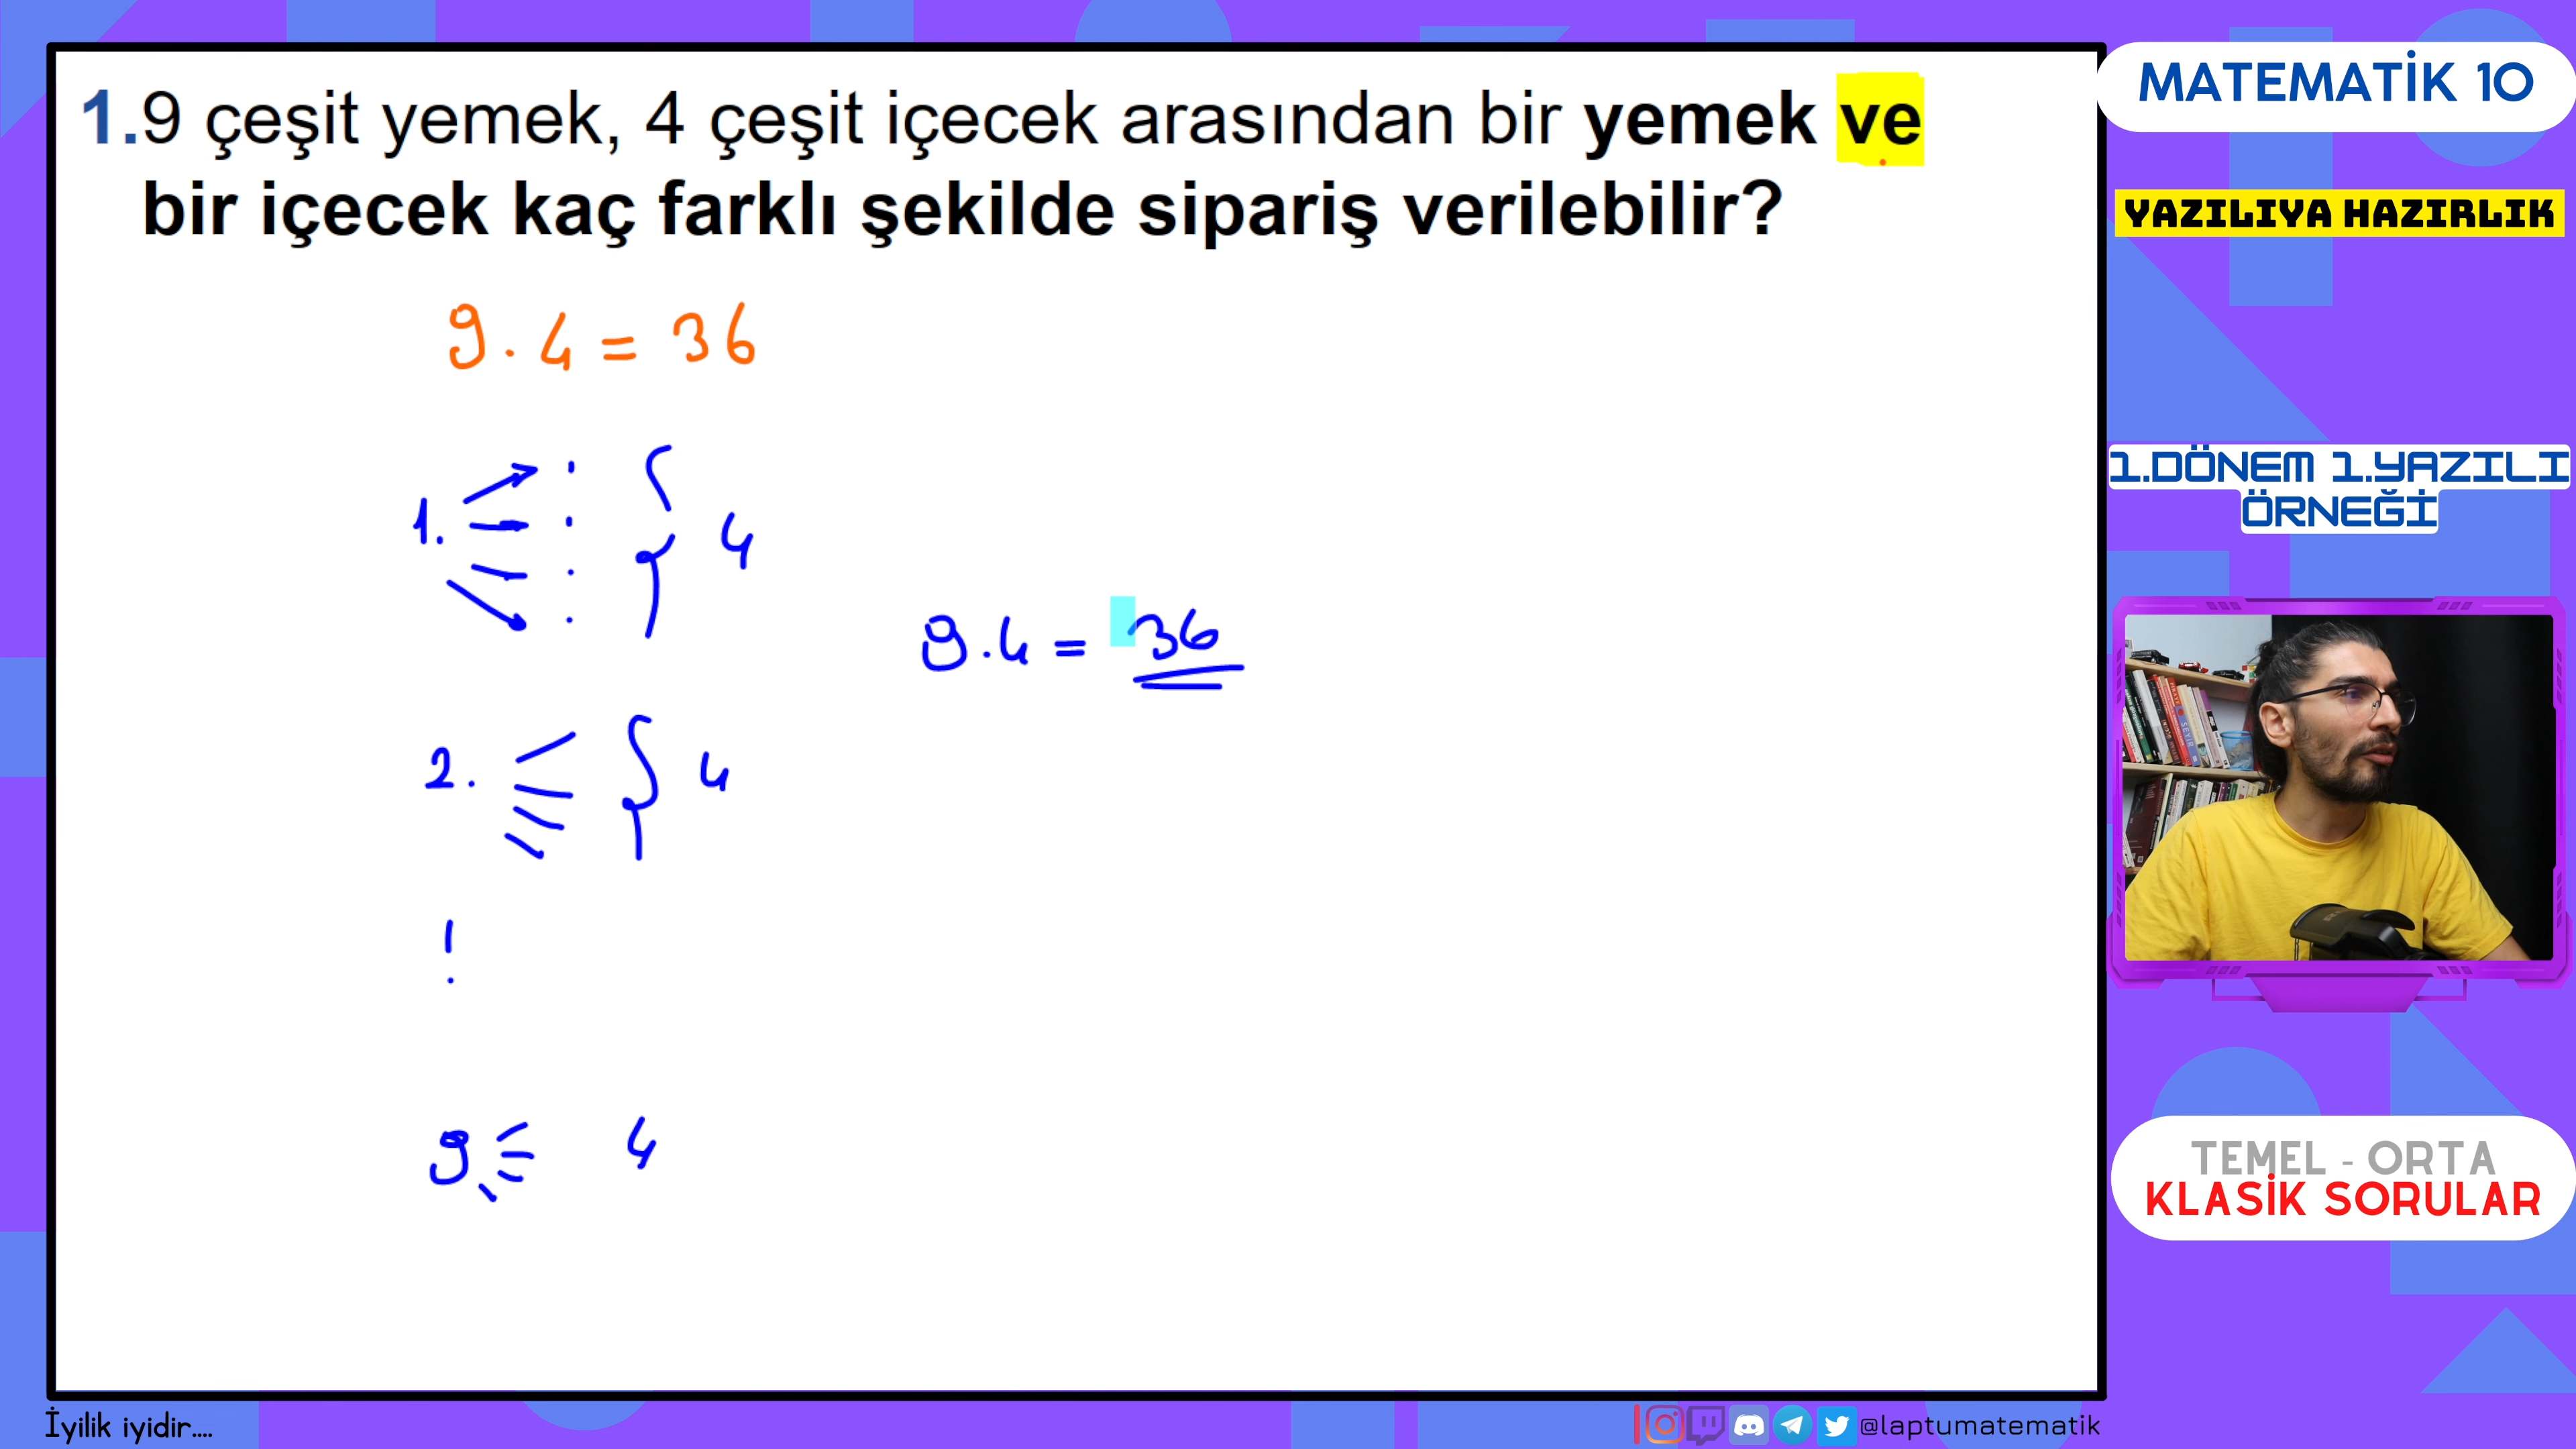 1.9 çeşit yemek, 4 çeşit içecek arasından bir yemek ve
bir içecek kaç farklı şekilde sipariş verilebilir?
9.4=36
1. 4
9.4=36
2. 4
9 4
MATEMATİK 10
YAZILIYA HAZIRLIK
1.DÖNEM 1.YAZILI
ÖRNEĞİ
TEMEL - ORTA
KLASİK SORULAR
İyilik iyidir....
@laptumatematik